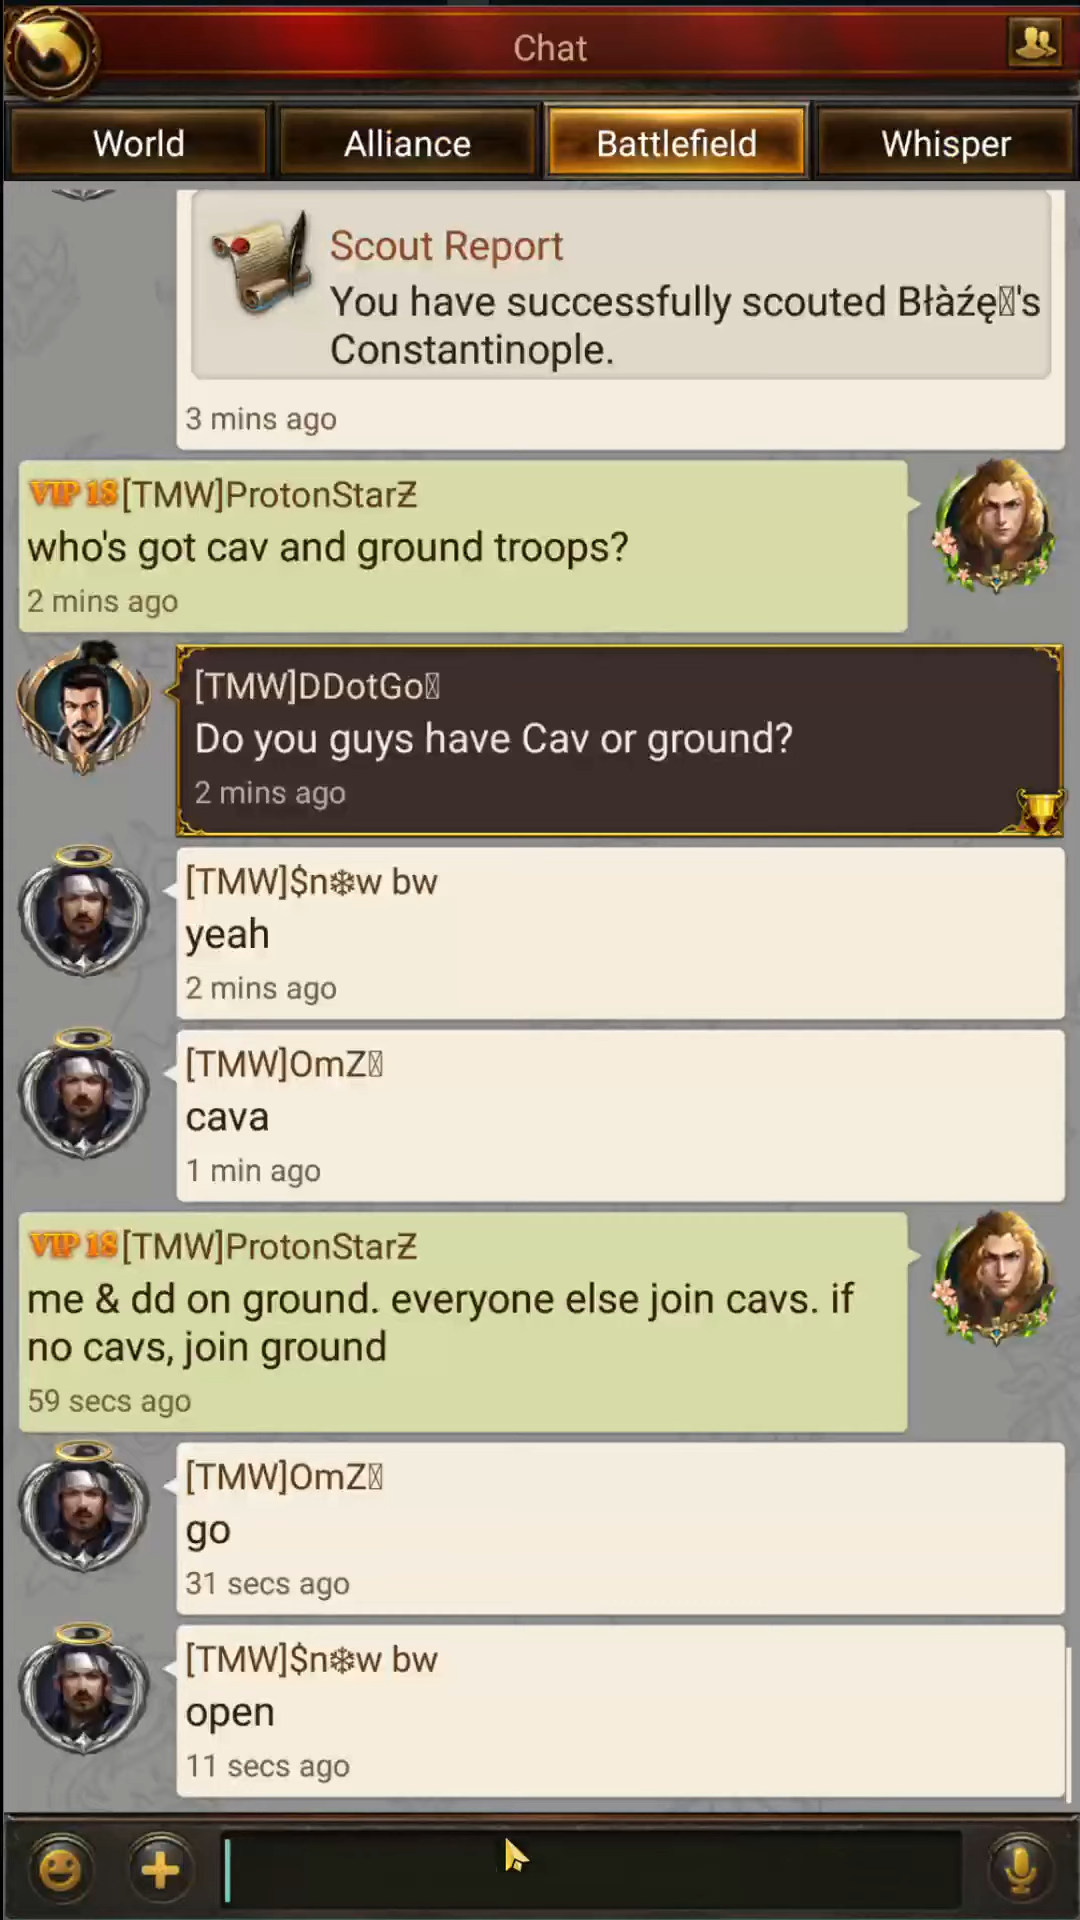 Chat
World
Alliance
Battlefield
Whisper
Scout Report
You have successfully scouted Błàźę's
Constantinople.
3 mins ago
VIP 18 [TMW]ProtonStarƵ
who's got cav and ground troops?
2 mins ago
[TMW]DDotGo
Do you guys have Cav or ground?
2 mins ago
[TMW]$n❄w bw
yeah
2 mins ago
[TMW]OmZ
cava
1 min ago
VIP 18 [TMW]ProtonStarƵ
me & dd on ground. everyone else join cavs. if
no cavs, join ground
59 secs ago
[TMW]OmZ
go
31 secs ago
[TMW]$n❄w bw
open
11 secs ago